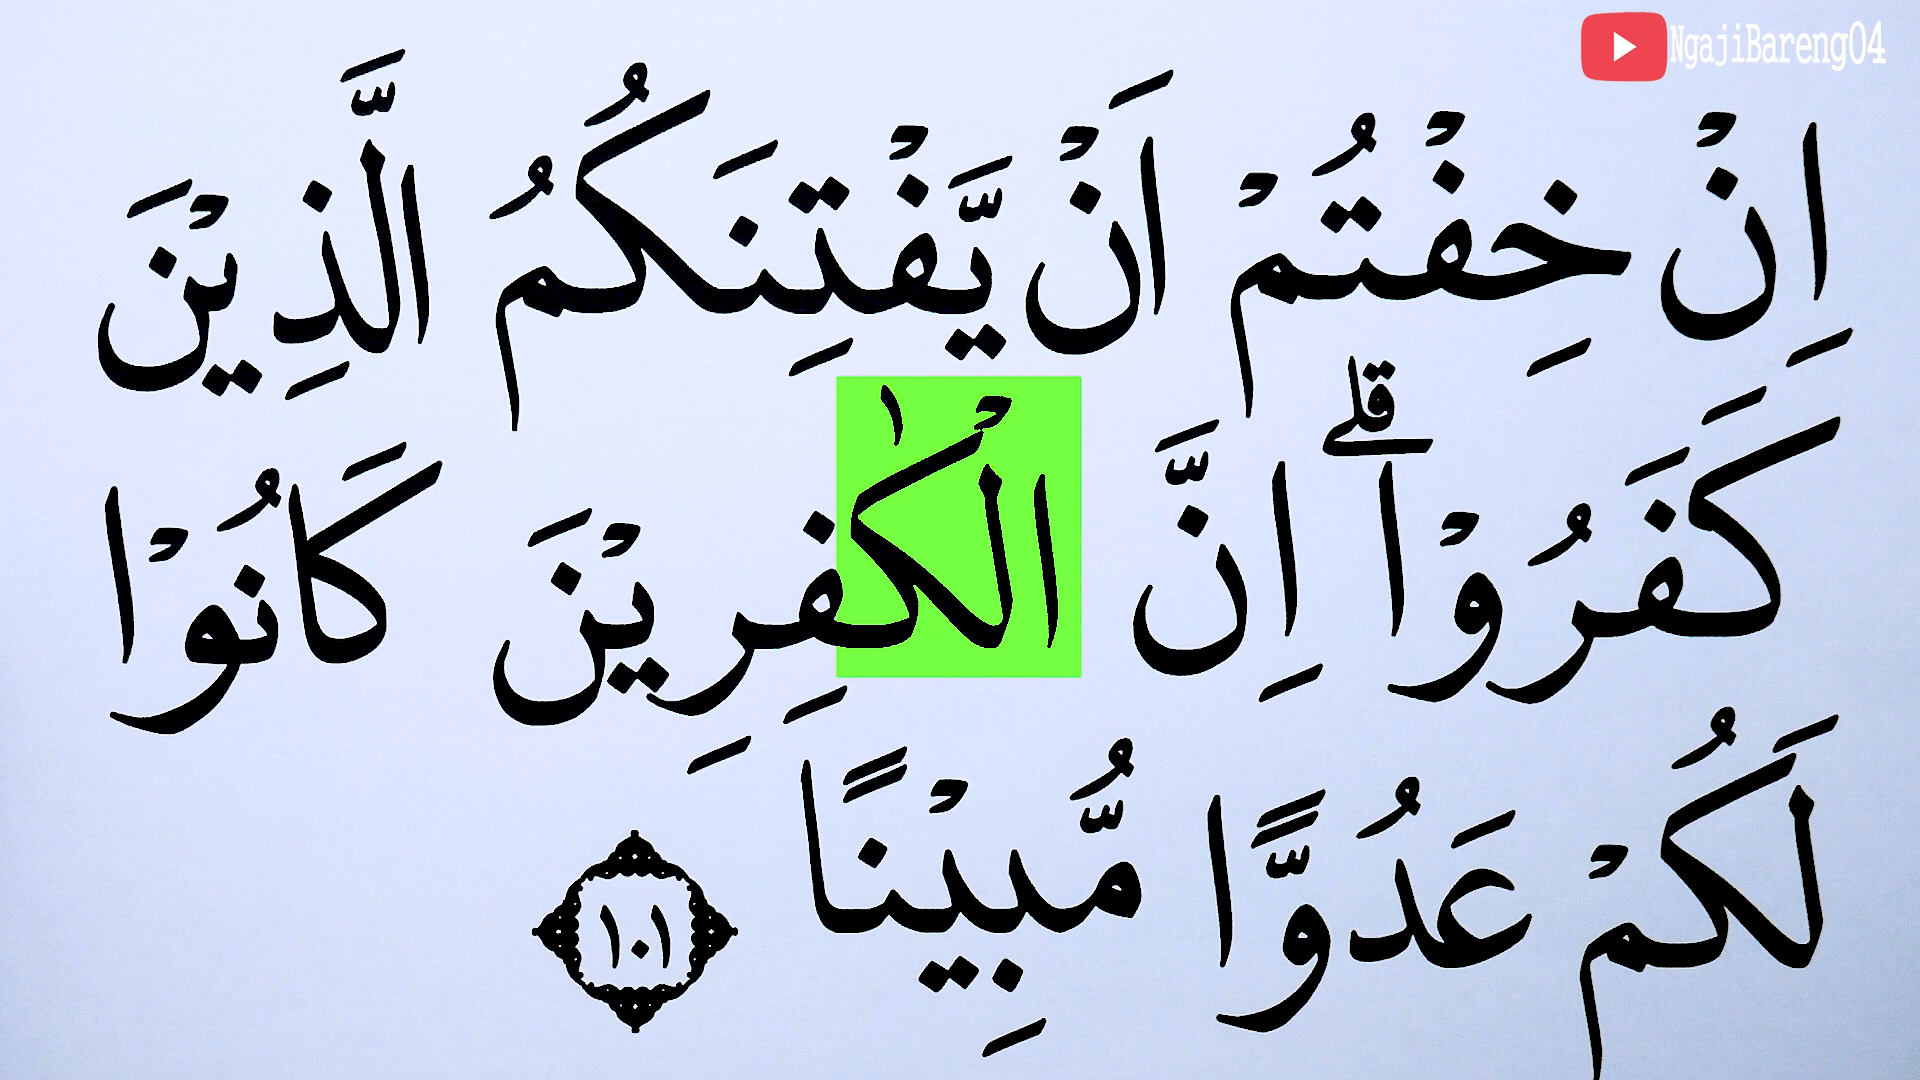 NgajiBareng04
اِنْ خِفْتُمْ اَنْ يَّفْتِنَكُمُ الَّذِيْنَ
كَفَرُوْاۗ اِنَّ الْكٰفِرِيْنَ كَانُوْا
لَكُمْ عَدُوًّا مُّبِيْنًا ١٠١